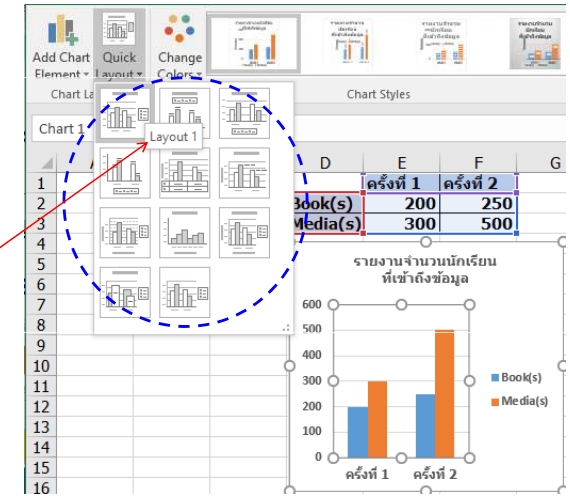 Add Chart Quick Change
Element Layout Colors
Chart La Chart Styles
Chart 1
Layout 1
D E F G
1 ครั้งที่ 1 ครั้งที่ 2
2 Book(s) 200 250
3 Media(s) 300 500
4
5
6
7
8
9
10
11
12
13
14
15
16
รายงานจำนวนนักเรียน
ที่เข้าถึงข้อมูล
600
500
400
300
200
100
0
ครั้งที่ 1 ครั้งที่ 2
Book(s)
Media(s)